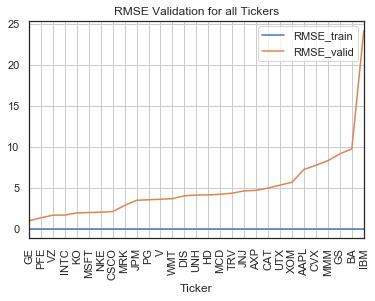 RMSE Validation for all Tickers
25
20
15
10
5
0
RMSE_train
RMSE_valid
GE
PFE
VZ
INTC
KO
MSFT
NKE
CSCO
MRK
JPM
PG
V
WMT
DIS
UNH
HD
MCD
TRV
JNJ
AXP
CAT
UTX
XOM
AAPL
CVX
MMM
GS
BA
IBM
Ticker